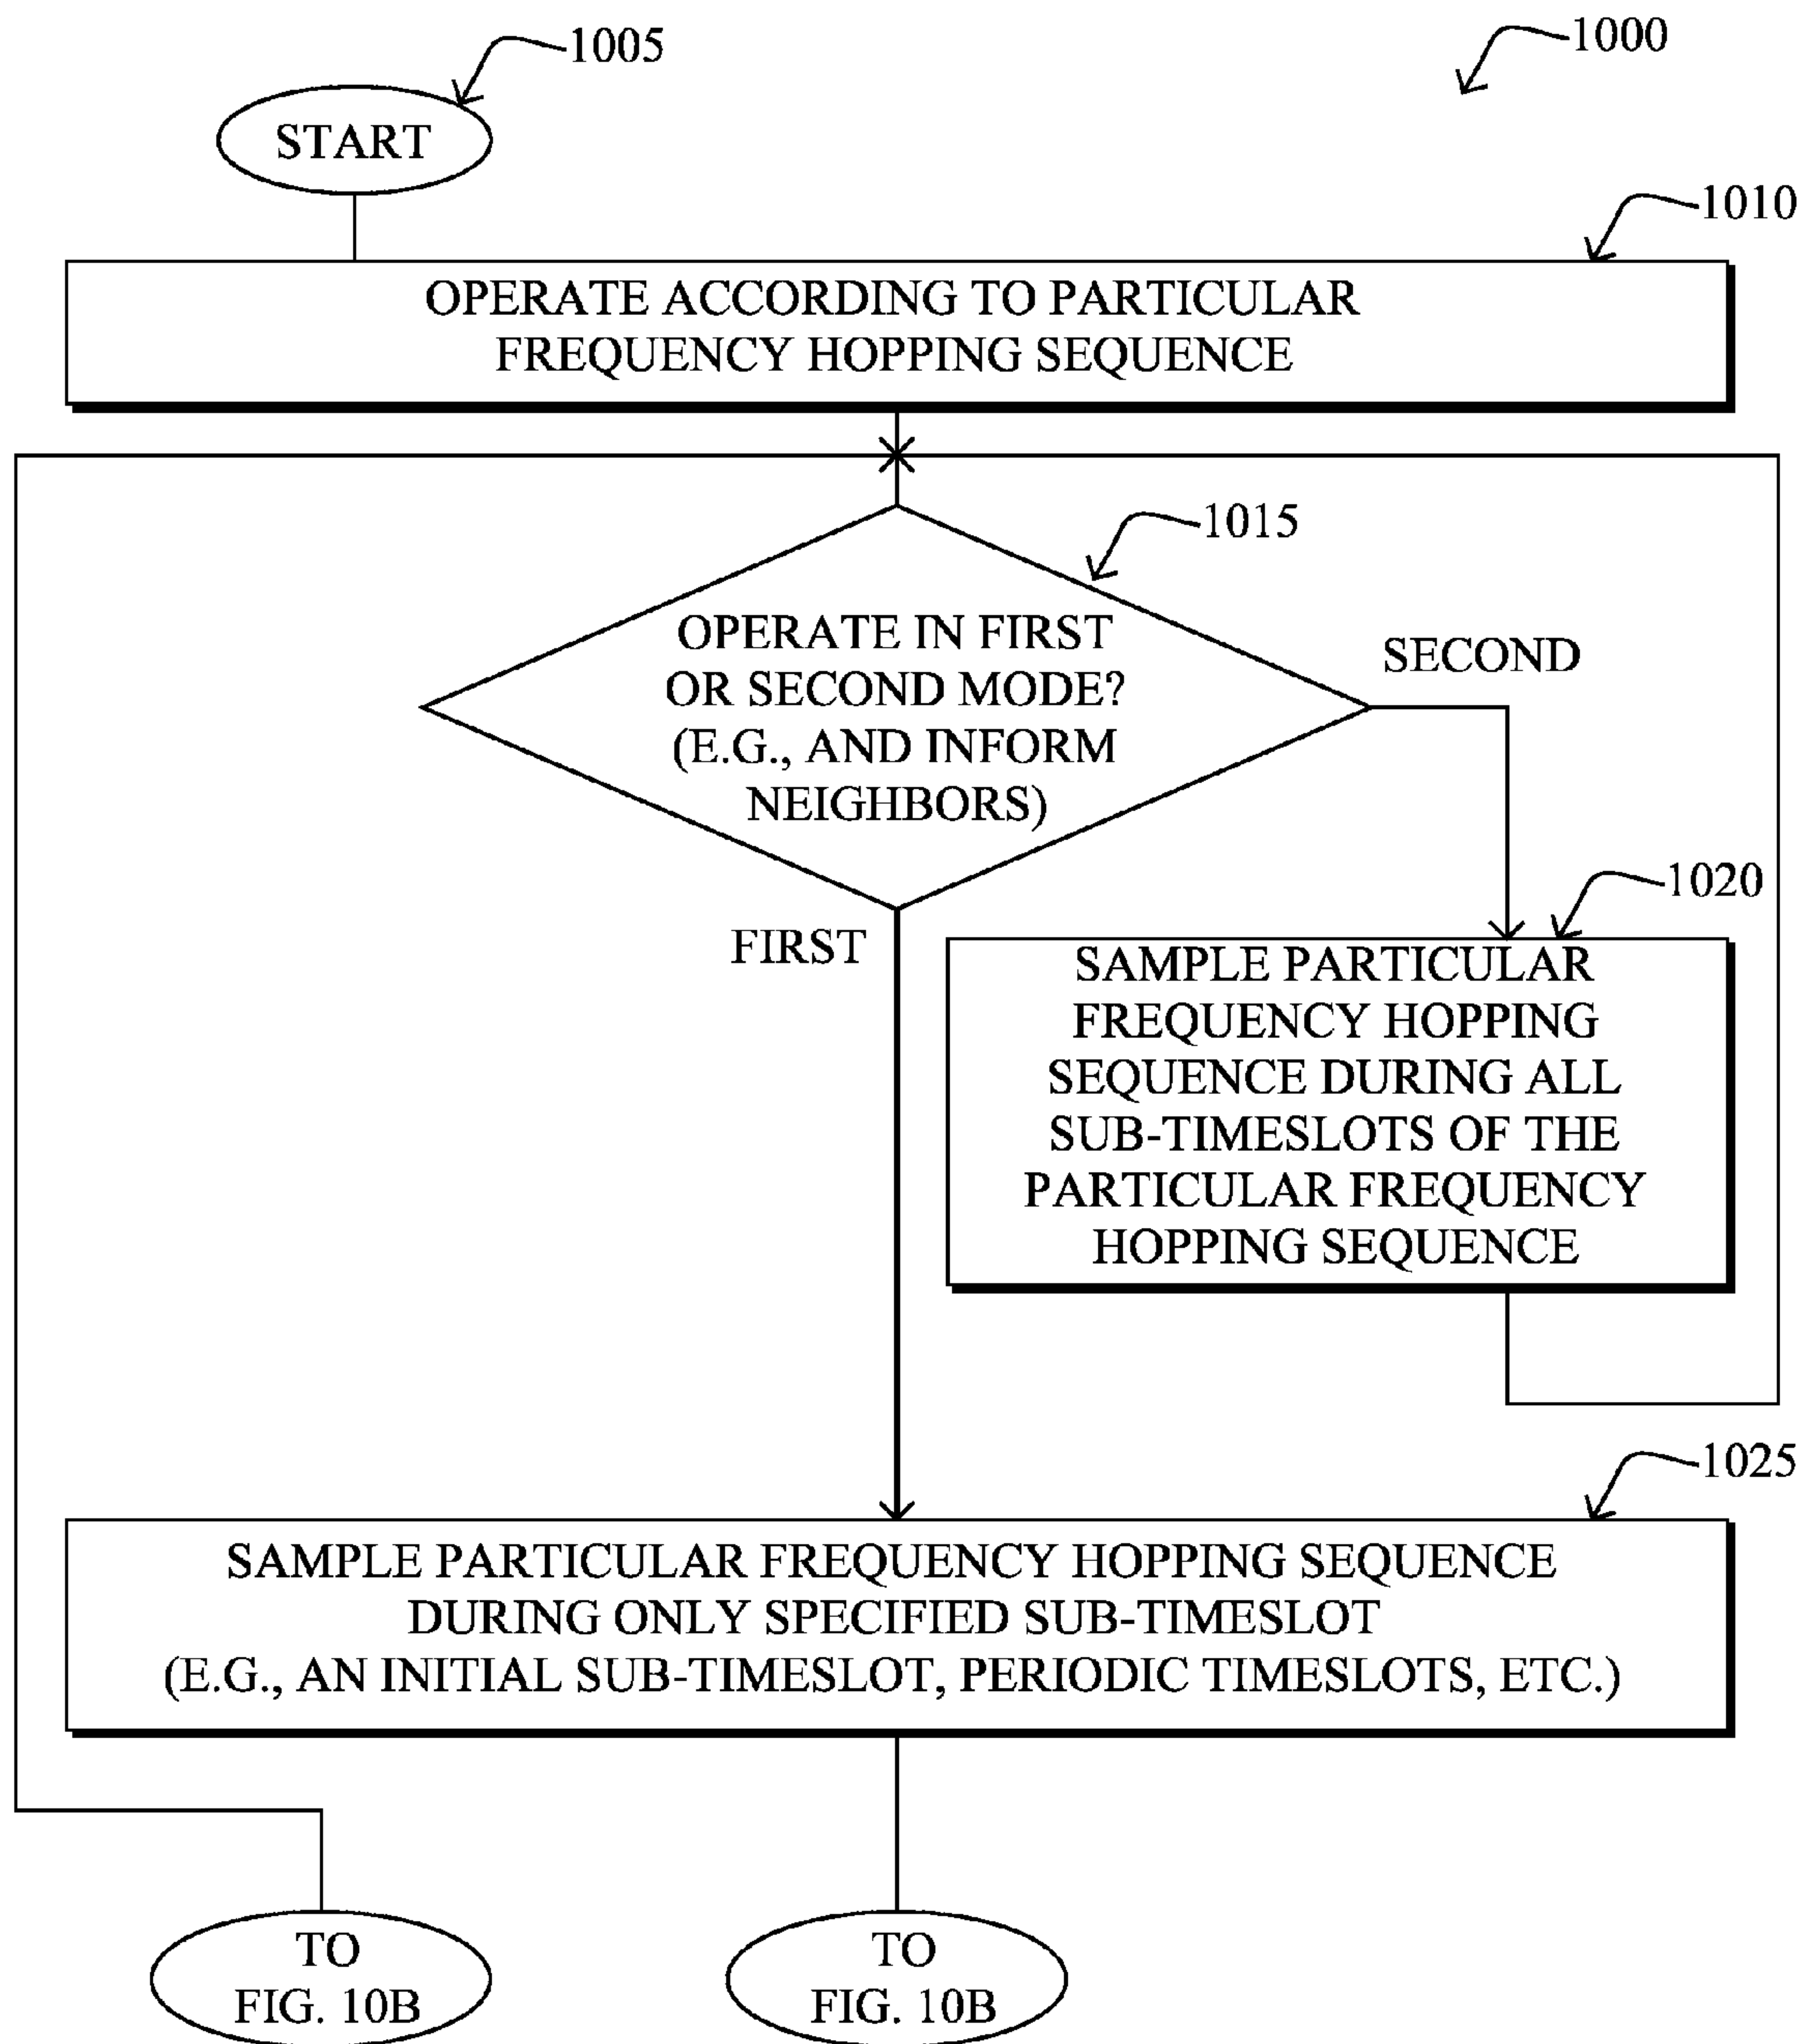 1005
1000
START
1010
OPERATE ACCORDING TO PARTICULAR
FREQUENCY HOPPING SEQUENCE
1015
OPERATE IN FIRST
OR SECOND MODE?
(E.G., AND INFORM
NEIGHBORS)
SECOND
FIRST
1020
SAMPLE PARTICULAR
FREQUENCY HOPPING
SEQUENCE DURING ALL
SUB-TIMESLOTS OF THE
PARTICULAR FREQUENCY
HOPPING SEQUENCE
1025
SAMPLE PARTICULAR FREQUENCY HOPPING SEQUENCE
DURING ONLY SPECIFIED SUB-TIMESLOT
(E.G., AN INITIAL SUB-TIMESLOT, PERIODIC TIMESLOTS, ETC.)
TO
FIG. 10B
TO
FIG. 10B